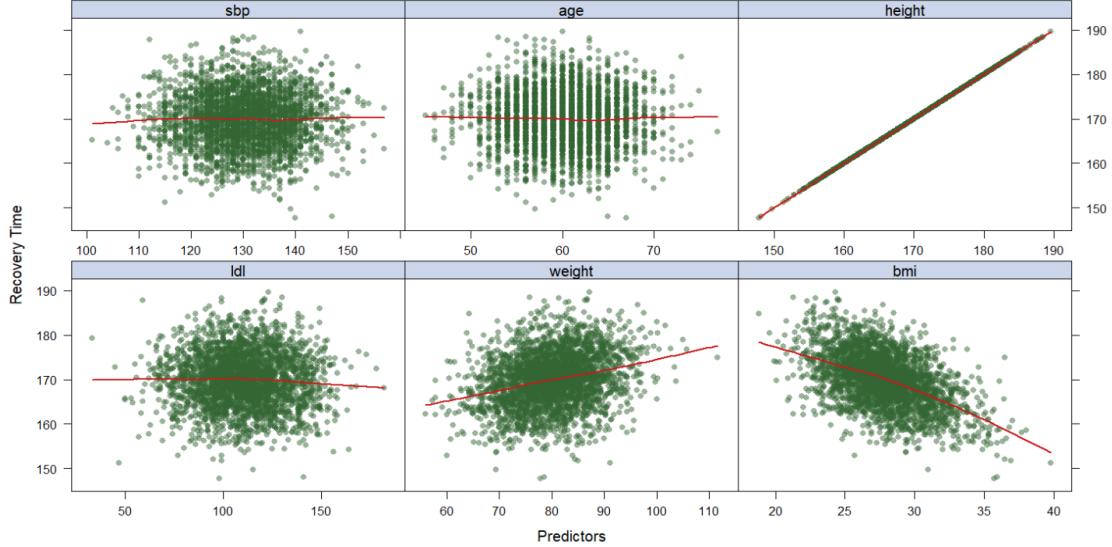 sbp age height
190
180
170
160
150
100 110 120 130 140 150
50 60 70
150 160 170 180 190
Recovery Time
ldl weight bmi
190
180
170
160
150
50 100 150
60 70 80 90 100 110
20 25 30 35 40
Predictors